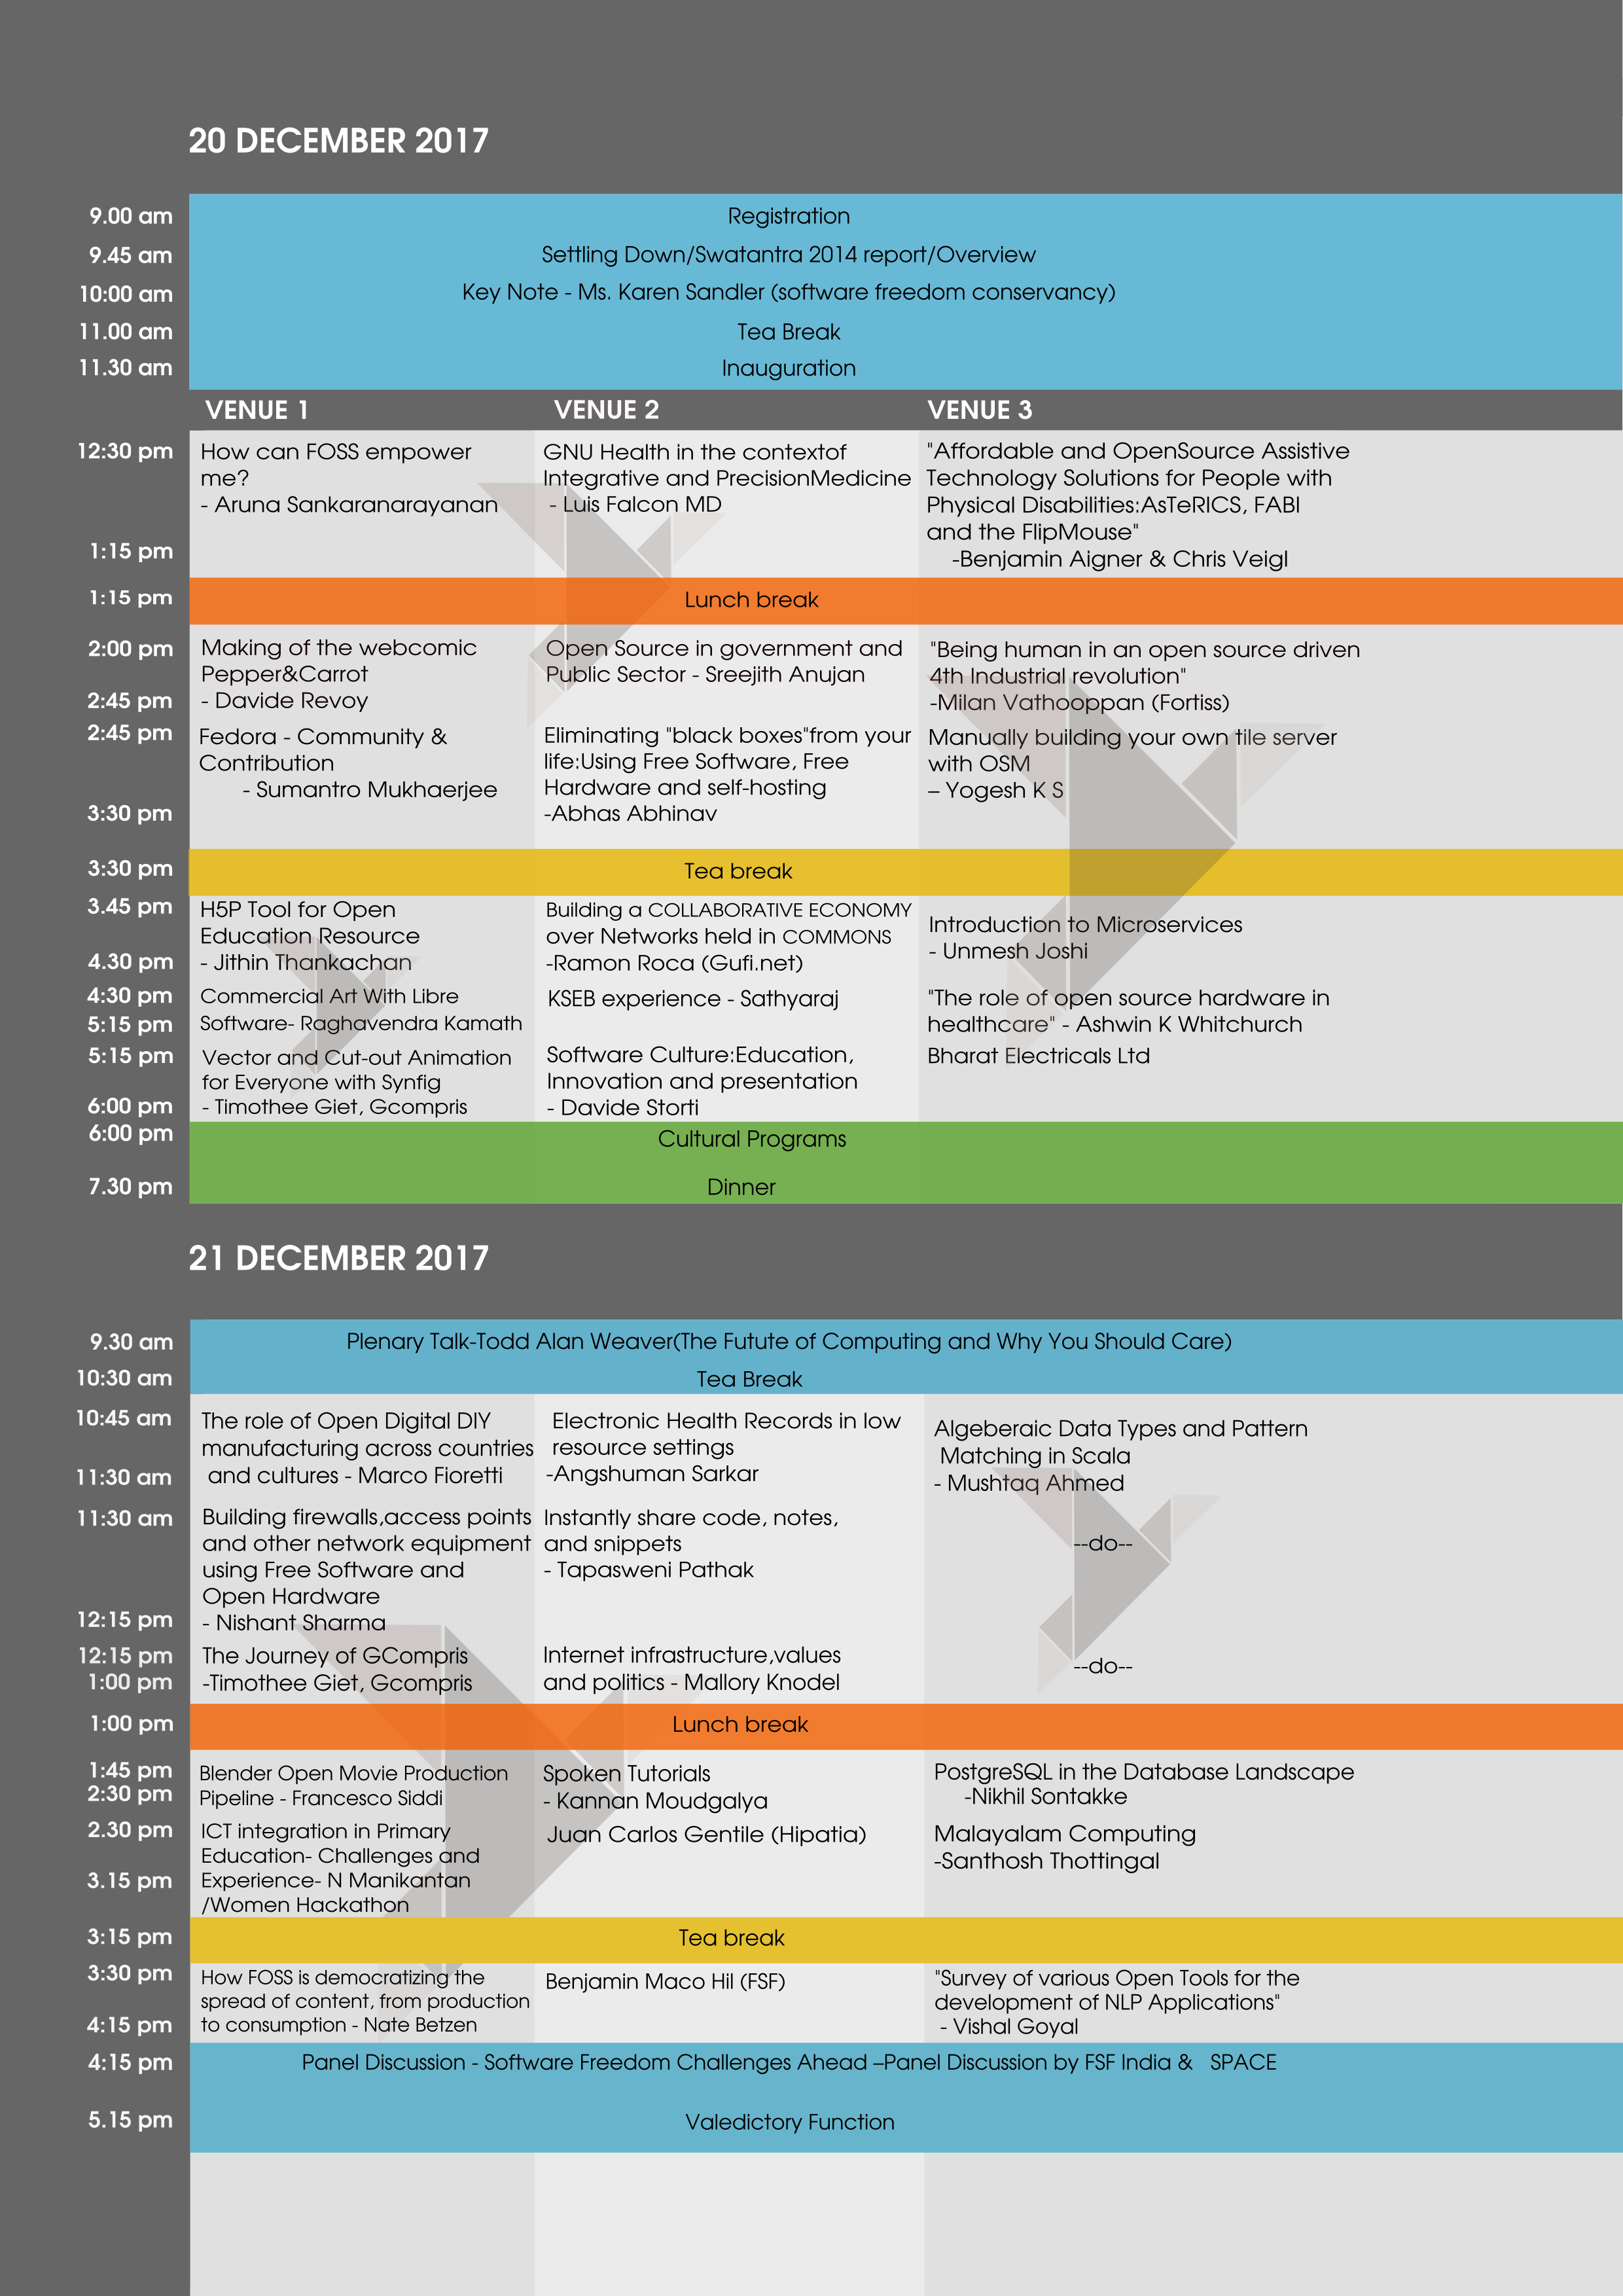 20 DECEMBER 2017
9.00 am
Registration
9.45 am
Settling Down/Swatantra 2014 report/Overview
10:00 am
Key Note - Ms. Karen Sandler (software freedom conservancy)
11.00 am
Tea Break
11.30 am
Inauguration
VENUE 1
VENUE 2
VENUE 3
12:30 pm
1:15 pm
How can FOSS empower
me?
- Aruna Sankaranarayanan
GNU Health in the contextof
Integrative and PrecisionMedicine
- Luis Falcon MD
"Affordable and OpenSource Assistive
Technology Solutions for People with
Physical Disabilities:AsTeRICS, FABI
and the FlipMouse"
-Benjamin Aigner & Chris Veigl
1:15 pm
Lunch break
2:00 pm
2:45 pm
Making of the webcomic
Pepper&Carrot
- Davide Revoy
Open Source in government and
Public Sector - Sreejith Anujan
"Being human in an open source driven
4th Industrial revolution"
-Milan Vathooppan (Fortiss)
2:45 pm
3:30 pm
Fedora - Community &
Contribution
- Sumantro Mukhaerjee
Eliminating "black boxes"from your
life:Using Free Software, Free
Hardware and self-hosting
-Abhas Abhinav
Manually building your own tile server
with OSM
– Yogesh K S
3:30 pm
Tea break
3.45 pm
4.30 pm
H5P Tool for Open
Education Resource
- Jithin Thankachan
Building a COLLABORATIVE ECONOMY
over Networks held in COMMONS
-Ramon Roca (Gufi.net)
Introduction to Microservices
- Unmesh Joshi
4:30 pm
5:15 pm
Commercial Art With Libre
Software- Raghavendra Kamath
KSEB experience - Sathyaraj
"The role of open source hardware in
healthcare" - Ashwin K Whitchurch
5:15 pm
6:00 pm
Vector and Cut-out Animation
for Everyone with Synfig
- Timothee Giet, Gcompris
Software Culture:Education,
Innovation and presentation
- Davide Storti
Bharat Electricals Ltd
6:00 pm
Cultural Programs
7.30 pm
Dinner
21 DECEMBER 2017
9.30 am
Plenary Talk-Todd Alan Weaver(The Futute of Computing and Why You Should Care)
10:30 am
Tea Break
10:45 am
11:30 am
The role of Open Digital DIY
manufacturing across countries
and cultures - Marco Fioretti
Electronic Health Records in low
resource settings
-Angshuman Sarkar
Algeberaic Data Types and Pattern
Matching in Scala
- Mushtaq Ahmed
11:30 am
12:15 pm
Building firewalls,access points
and other network equipment
using Free Software and
Open Hardware
- Nishant Sharma
Instantly share code, notes,
and snippets
- Tapasweni Pathak
--do--
12:15 pm
1:00 pm
The Journey of GCompris
-Timothee Giet, Gcompris
Internet infrastructure,values
and politics - Mallory Knodel
--do--
1:00 pm
Lunch break
1:45 pm
2:30 pm
Blender Open Movie Production
Pipeline - Francesco Siddi
Spoken Tutorials
- Kannan Moudgalya
PostgreSQL in the Database Landscape
-Nikhil Sontakke
2.30 pm
3.15 pm
ICT integration in Primary
Education- Challenges and
Experience- N Manikantan
/Women Hackathon
Juan Carlos Gentile (Hipatia)
Malayalam Computing
-Santhosh Thottingal
3:15 pm
Tea break
3:30 pm
4:15 pm
How FOSS is democratizing the
spread of content, from production
to consumption - Nate Betzen
Benjamin Maco Hil (FSF)
"Survey of various Open Tools for the
development of NLP Applications"
- Vishal Goyal
4:15 pm
Panel Discussion - Software Freedom Challenges Ahead –Panel Discussion by FSF India & SPACE
5.15 pm
Valedictory Function